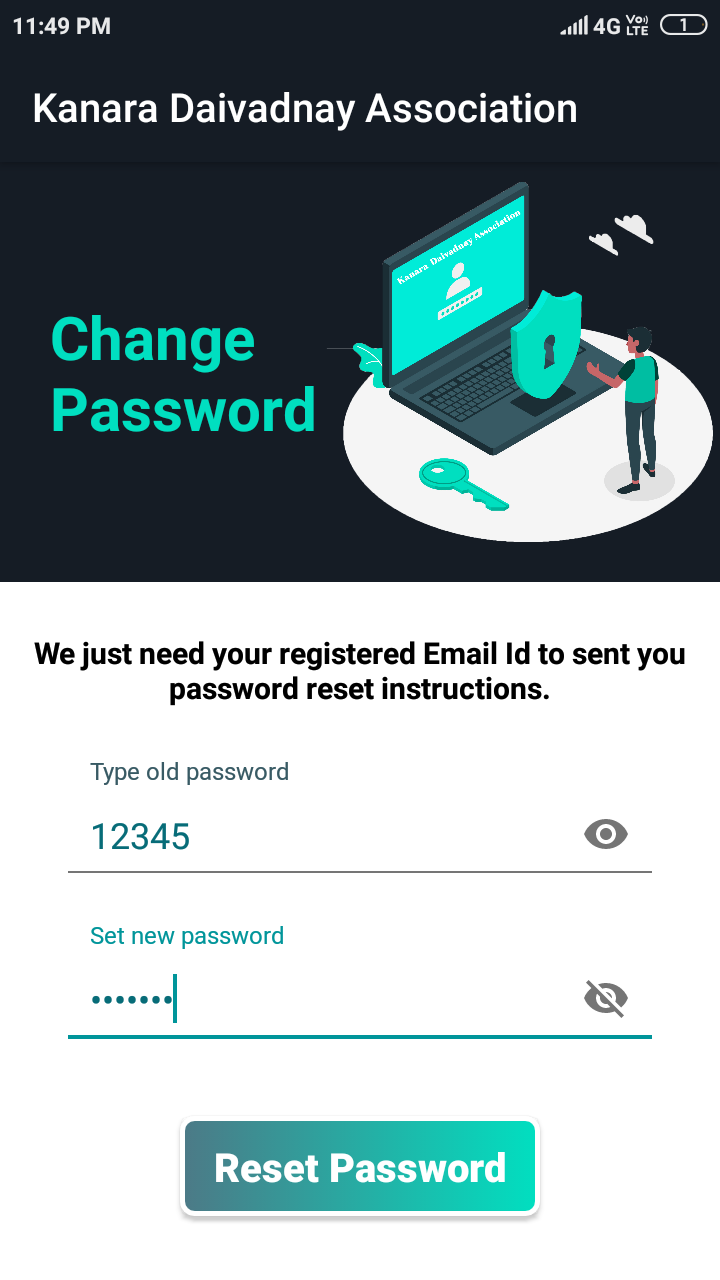 11:49 PM 4G Vo) LTE 1
Kanara Daivadnay Association
Kanara Daivadnay Association
Change
Password
We just need your registered Email Id to sent you
password reset instructions.
Type old password
12345
Set new password
•••••••
Reset Password